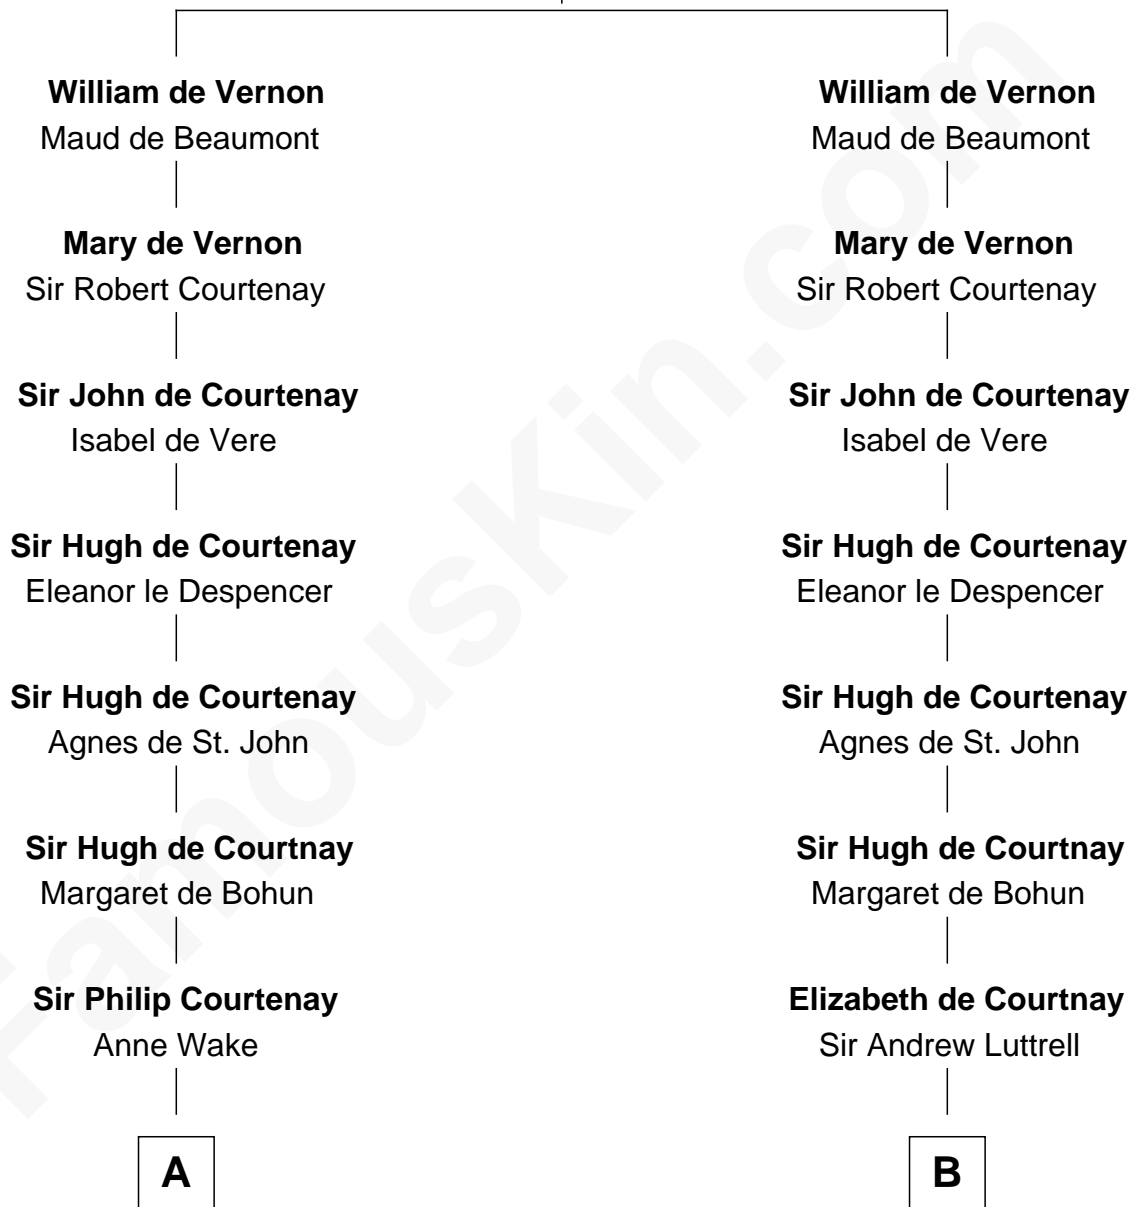 William de Vernon
Maud de Beaumont
Mary de Vernon
Sir Robert Courtenay
Sir John de Courtenay
Isabel de Vere
Sir Hugh de Courtenay
Eleanor le Despencer
Sir Hugh de Courtenay
Agnes de St. John
Sir Hugh de Courtnay
Margaret de Bohun
Sir Philip Courtenay
Anne Wake
A
William de Vernon
Maud de Beaumont
Mary de Vernon
Sir Robert Courtenay
Sir John de Courtenay
Isabel de Vere
Sir Hugh de Courtenay
Eleanor le Despencer
Sir Hugh de Courtenay
Agnes de St. John
Sir Hugh de Courtnay
Margaret de Bohun
Elizabeth de Courtnay
Sir Andrew Luttrell
B
FamousKin.com